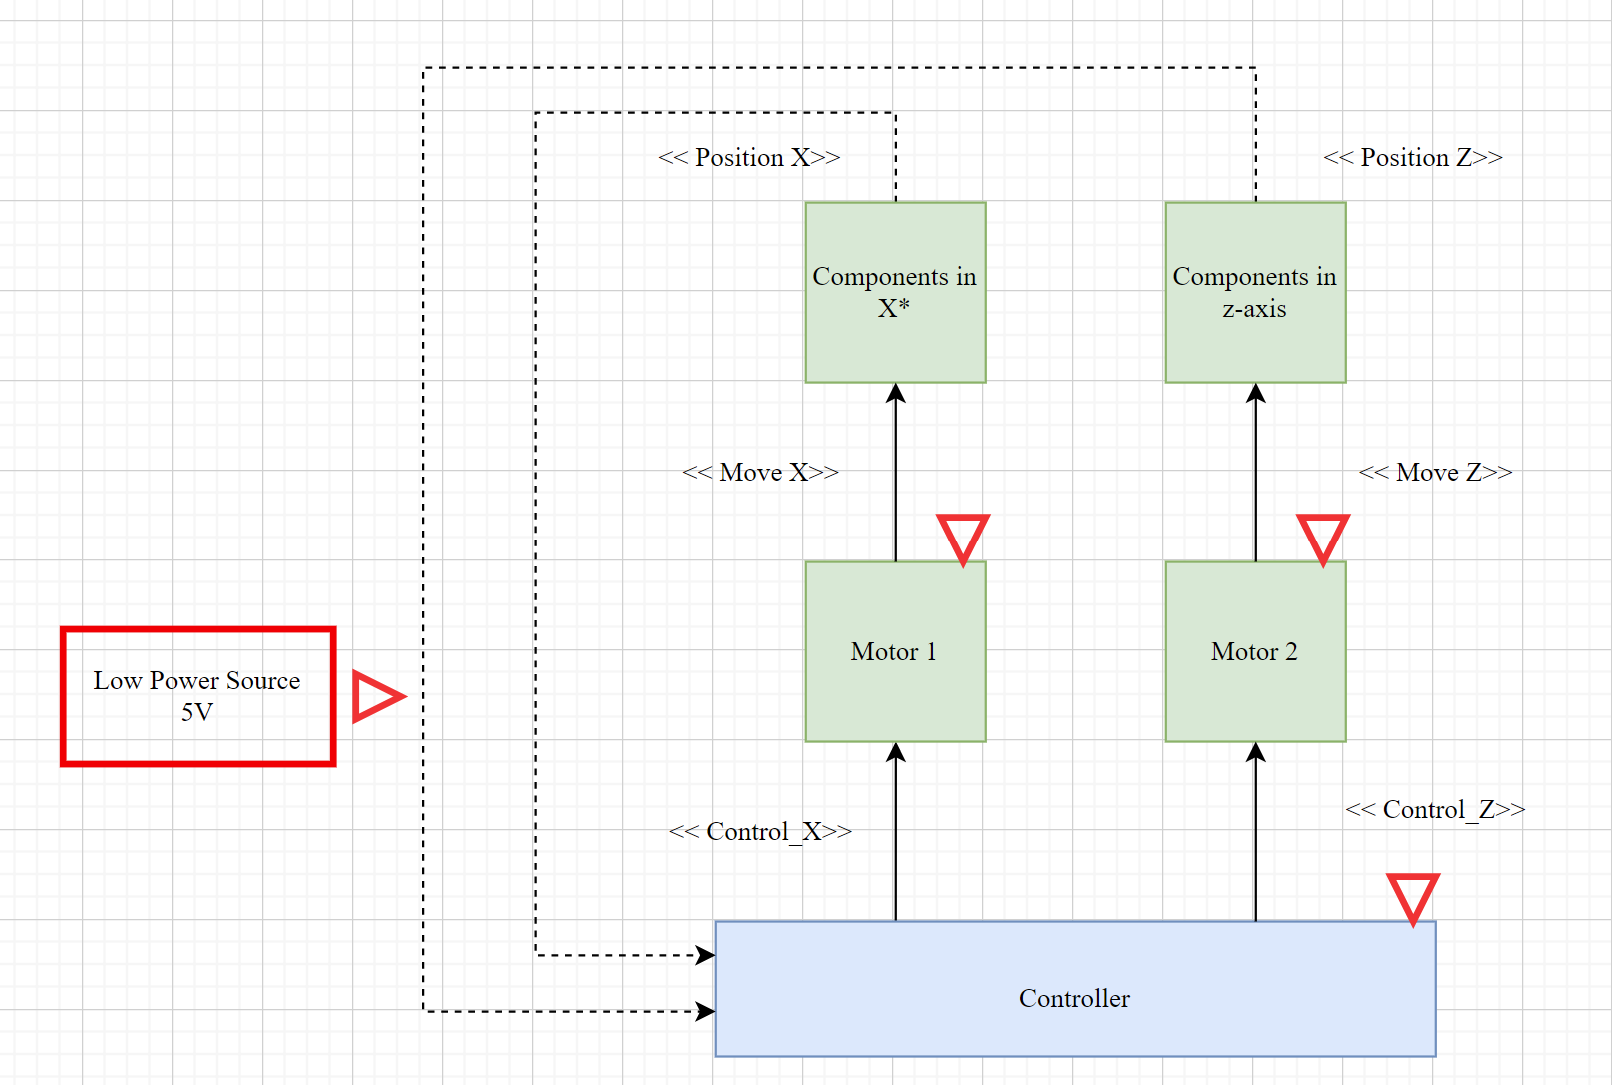 << Position X>>
<< Position Z>>
Components in
X*
Components in
z-axis
<< Move X>>
<< Move Z>>
Motor 1
Motor 2
Low Power Source
5V
<< Control_X>>
<< Control_Z>>
Controller